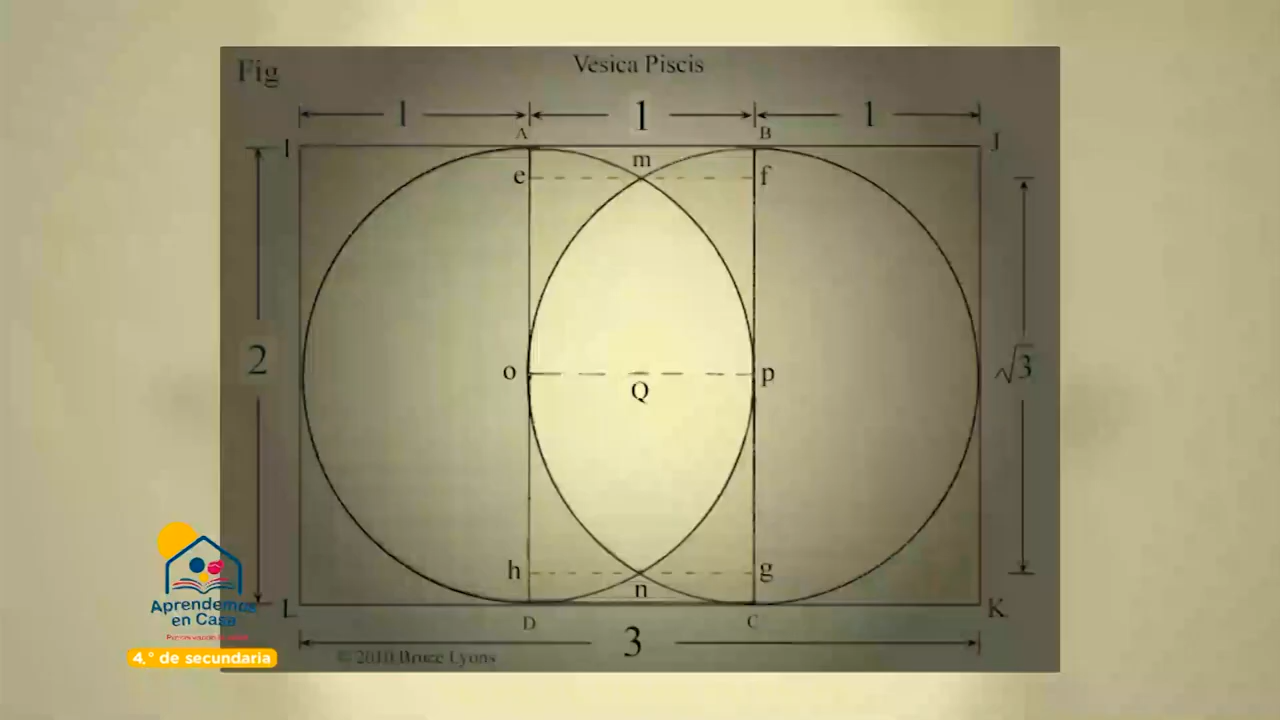 Fig
Vesica Piscis
1 1 1
A B
I J
m
e f
2
√3
o p
Q
h g
n
L K
D C
3
© 2010 Bruce Lyons
Aprendemos
en Casa
4.° de secundaria